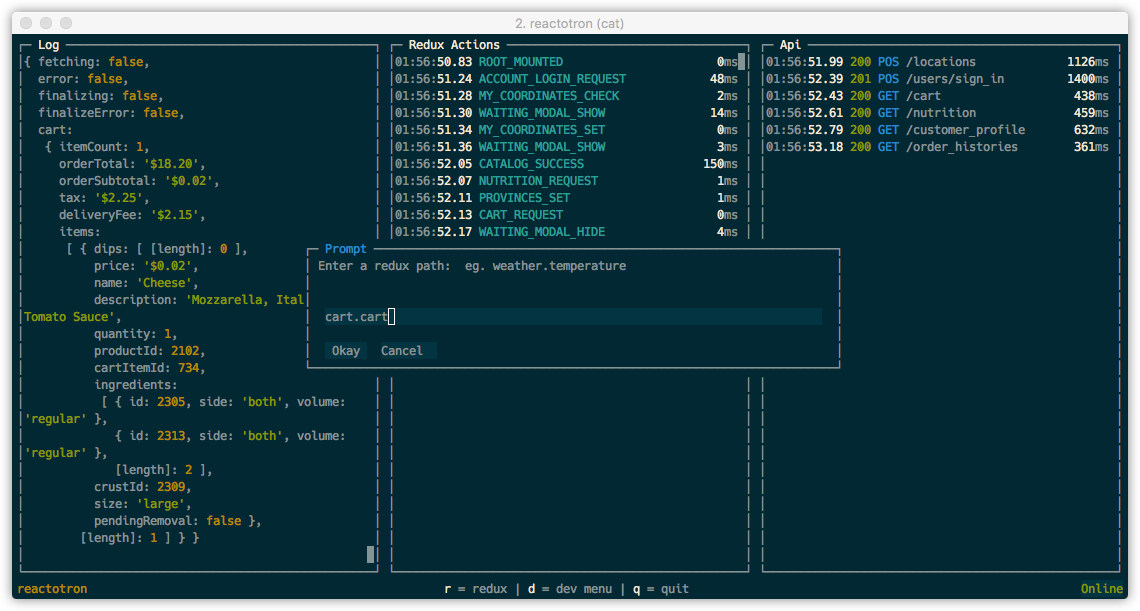 2. reactotron (cat)
Log
{ fetching: false,
error: false,
finalizing: false,
finalizeError: false,
cart:
{ itemCount: 1,
orderTotal: '$18.20',
orderSubtotal: '$0.02',
tax: '$2.25',
deliveryFee: '$2.15',
items:
[ { dips: [ [length]: 0 ],
price: '$0.02',
name: 'Cheese',
description: 'Mozzarella, Ital
Tomato Sauce',
quantity: 1,
productId: 2102,
cartItemId: 734,
ingredients:
[ { id: 2305, side: 'both', volume:
'regular' },
{ id: 2313, side: 'both', volume:
'regular' },
[length]: 2 ],
crustId: 2309,
size: 'large',
pendingRemoval: false },
[length]: 1 ] } }
Redux Actions
01:56:50.83 ROOT_MOUNTED 0ms
01:56:51.24 ACCOUNT_LOGIN_REQUEST 48ms
01:56:51.28 MY_COORDINATES_CHECK 2ms
01:56:51.30 WAITING_MODAL_SHOW 14ms
01:56:51.34 MY_COORDINATES_SET 0ms
01:56:51.36 WAITING_MODAL_SHOW 3ms
01:56:52.05 CATALOG_SUCCESS 150ms
01:56:52.07 NUTRITION_REQUEST 1ms
01:56:52.11 PROVINCES_SET 1ms
01:56:52.13 CART_REQUEST 0ms
01:56:52.17 WAITING_MODAL_HIDE 4ms
Api
01:56:51.99 200 POS /locations 1126ms
01:56:52.39 201 POS /users/sign_in 1400ms
01:56:52.43 200 GET /cart 438ms
01:56:52.61 200 GET /nutrition 459ms
01:56:52.79 200 GET /customer_profile 632ms
01:56:53.18 200 GET /order_histories 361ms
Prompt
Enter a redux path: eg. weather.temperature
cart.cart
Okay Cancel
reactotron
r = redux | d = dev menu | q = quit
Online